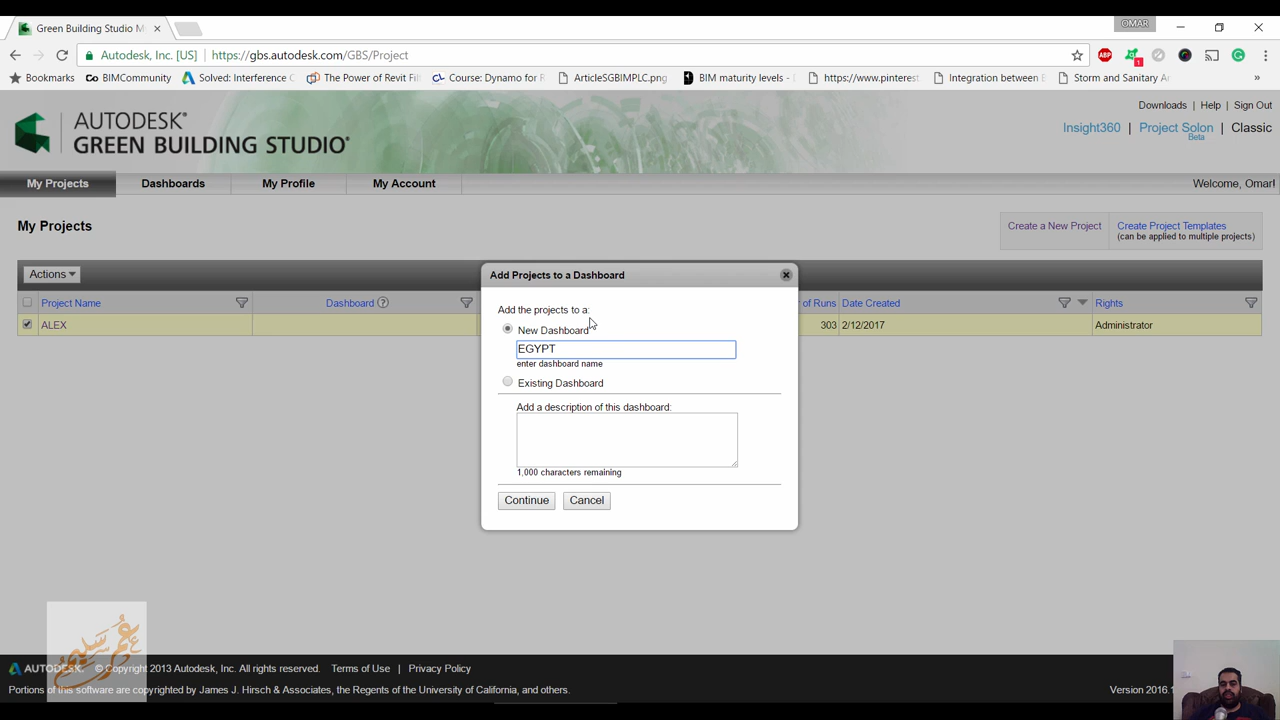 OMAR
Green Building Studio M
Autodesk, Inc. [US] | https://gbs.autodesk.com/GBS/Project
Bookmarks BIMCommunity Solved: Interference C The Power of Revit Fi Course: Dynamo for R ArticleSGBIMPLC.png BIM maturity levels - https://www.pinterest Integration between B Storm and Sanitary A
Downloads | Help | Sign Out
AUTODESK®
GREEN BUILDING STUDIO®
Insight360 | Project Solon | Classic
Beta
My Projects Dashboards My Profile My Account Welcome, Omar!
My Projects
Create a New Project Create Project Templates
(can be applied to multiple projects)
Actions
Project Name Dashboard of Runs Date Created Rights
ALEX 303 2/12/2017 Administrator
Add Projects to a Dashboard
Add the projects to a:
New Dashboard
EGYPT
enter dashboard name
Existing Dashboard
Add a description of this dashboard:
1,000 characters remaining
Continue Cancel
عمر سليم
AUTODESK. © Copyright 2013 Autodesk, Inc. All rights reserved. Terms of Use | Privacy Policy
Portions of this software are copyrighted by James J. Hirsch & Associates, the Regents of the University of California, and others. Version 2016.